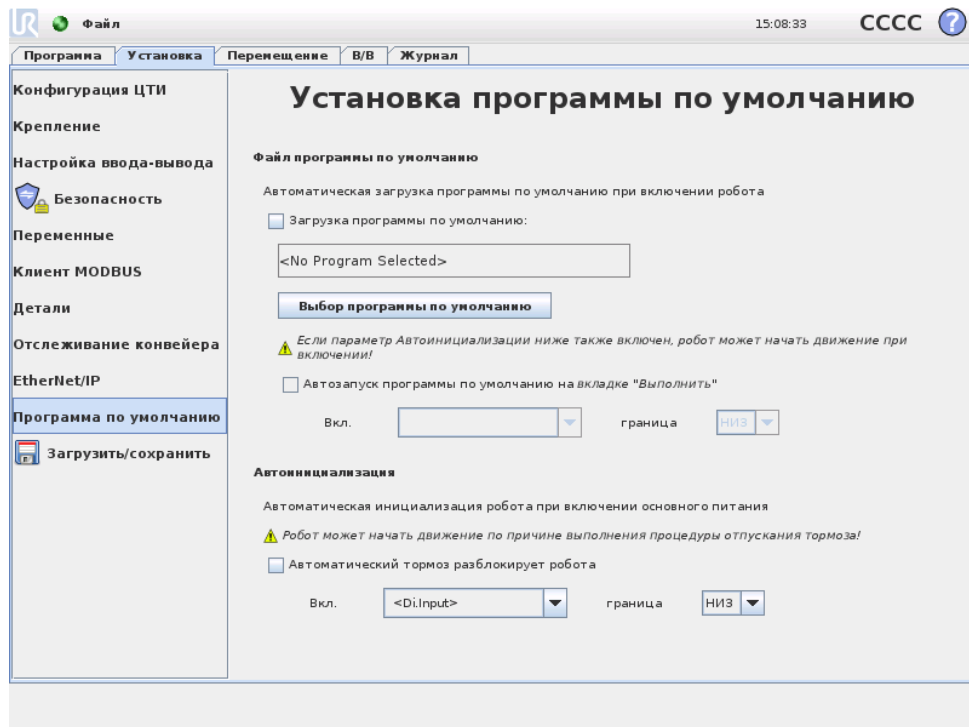 UR Файл 15:08:33 CCCC ?
Программа Установка Перемещение В/В Журнал
Конфигурация ЦТИ
Крепление
Настройка ввода-вывода
Безопасность
Переменные
Клиент MODBUS
Детали
Отслеживание конвейера
EtherNet/IP
Программа по умолчанию
Загрузить/сохранить
Установка программы по умолчанию
Файл программы по умолчанию
Автоматическая загрузка программы по умолчанию при включении робота
Загрузка программы по умолчанию:
<No Program Selected>
Выбор программы по умолчанию
Если параметр Автоинициализации ниже также включен, робот может начать движение при
включении!
Автозапуск программы по умолчанию на вкладке "Выполнить"
Вкл. граница НИЗ
Автоинициализация
Автоматическая инициализация робота при включении основного питания
Робот может начать движение по причине выполнения процедуры отпускания тормоза!
Автоматический тормоз разблокирует робота
Вкл. <Di.Input> граница НИЗ